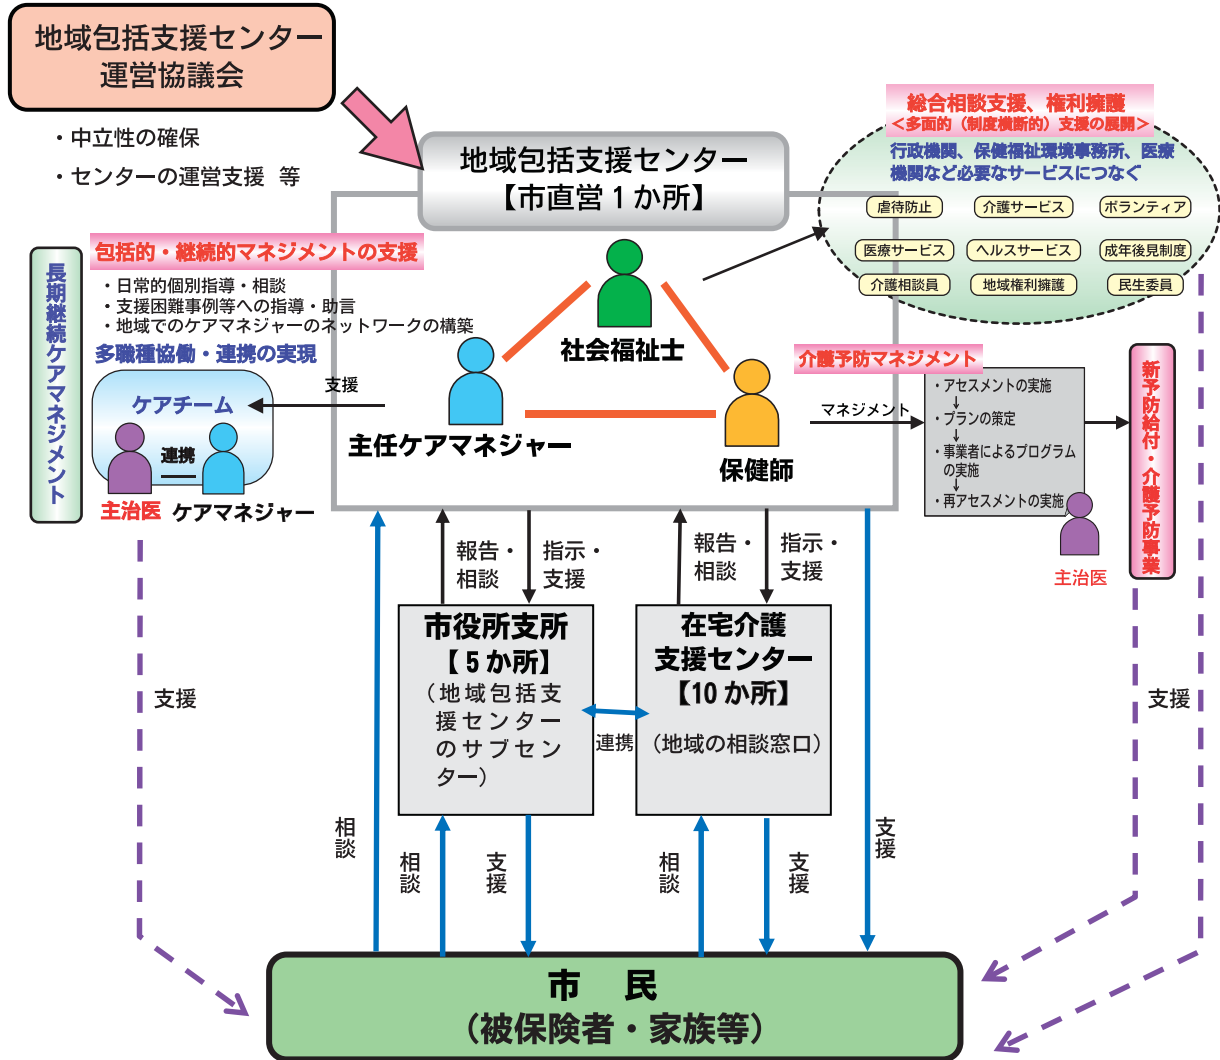 地域包括支援センター
運営協議会
・中立性の確保
・センターの運営支援 等
地域包括支援センター
【市直営1か所】
総合相談支援、権利擁護
＜多面的（制度横断的）支援の展開＞
行政機関、保健福祉環境事務所、医療
機関など必要なサービスにつなぐ
虐待防止
介護サービス
ボランティア
医療サービス
ヘルスサービス
成年後見制度
介護相談員
地域権利擁護
民生委員
長期継続ケアマネジメント
包括的・継続的マネジメントの支援
・日常的個別指導・相談
・支援困難事例等への指導・助言
・地域でのケアマネジャーのネットワークの構築
多職種協働・連携の実現
ケアチーム
連携
主治医
ケアマネジャー
支援
社会福祉士
主任ケアマネジャー
保健師
介護予防マネジメント
マネジメント
・アセスメントの実施
↓
・プランの策定
↓
・事業者によるプログラム
の実施
↓
・再アセスメントの実施
主治医
新予防給付・介護予防事業
報告・
相談
指示・
支援
報告・
相談
指示・
支援
市役所支所
【5か所】
（地域包括支
援センター
のサブセン
ター）
連携
在宅介護
支援センター
【10か所】
（地域の相談窓口）
支援
支援
相談
相談
支援
相談
支援
支援
市 民
（被保険者・家族等）